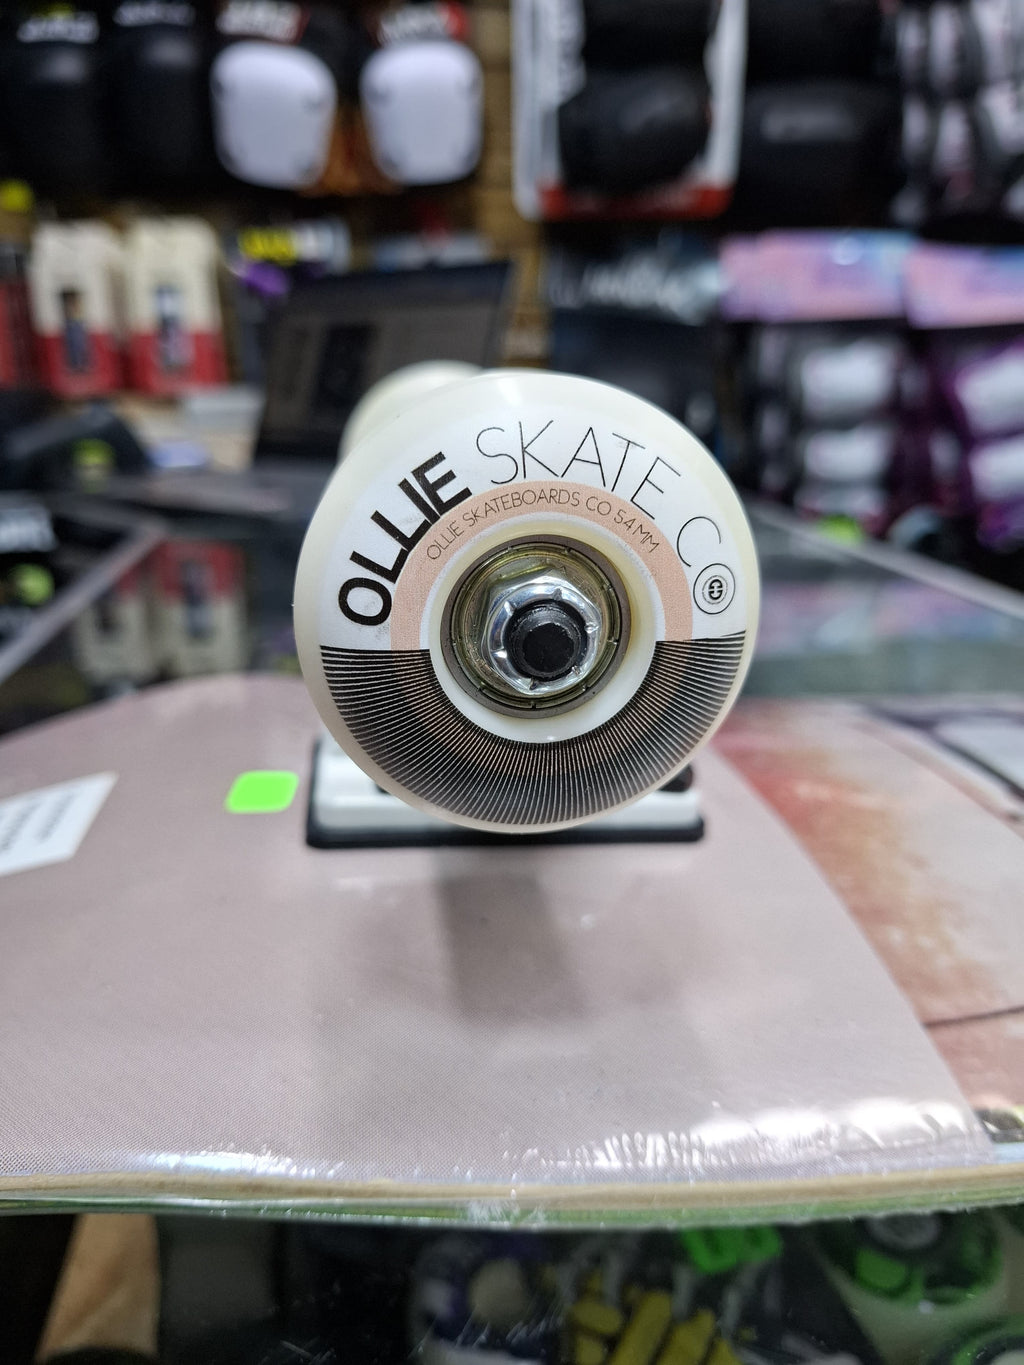 OLLIE SKATE CO
OLLIE SKATEBOARDS CO 54MM